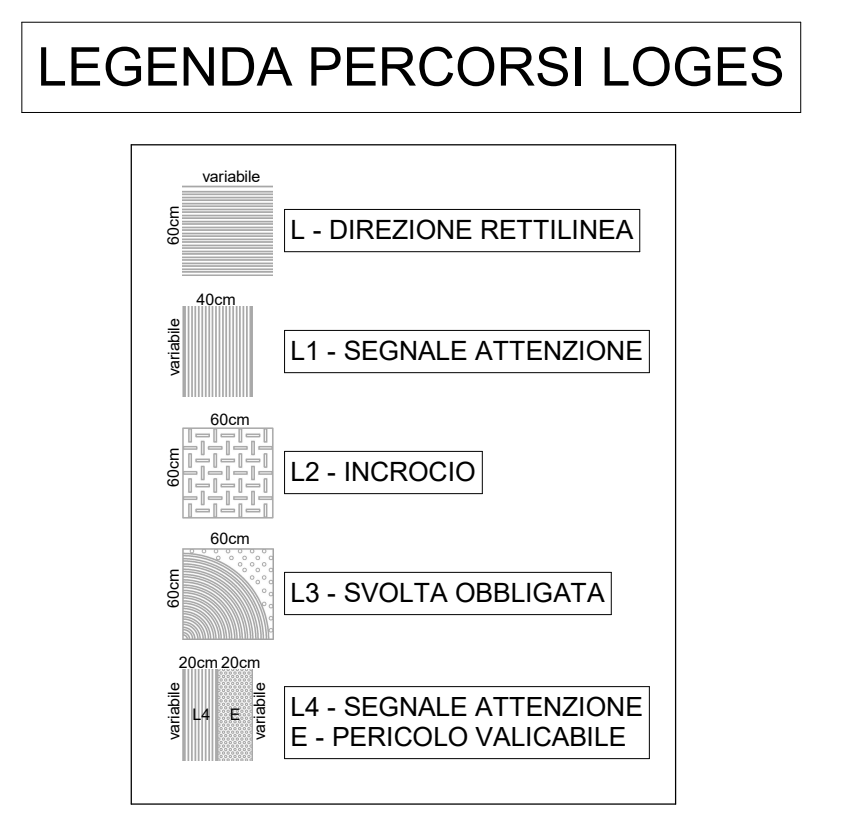 LEGENDA PERCORSI LOGES
variabile
60cm
L - DIREZIONE RETTILINEA
40cm
variabile
L1 - SEGNALE ATTENZIONE
60cm
60cm
L2 - INCROCIO
60cm
60cm
L3 - SVOLTA OBBLIGATA
20cm 20cm
variabile
L4
E
variabile
L4 - SEGNALE ATTENZIONE
E - PERICOLO VALICABILE